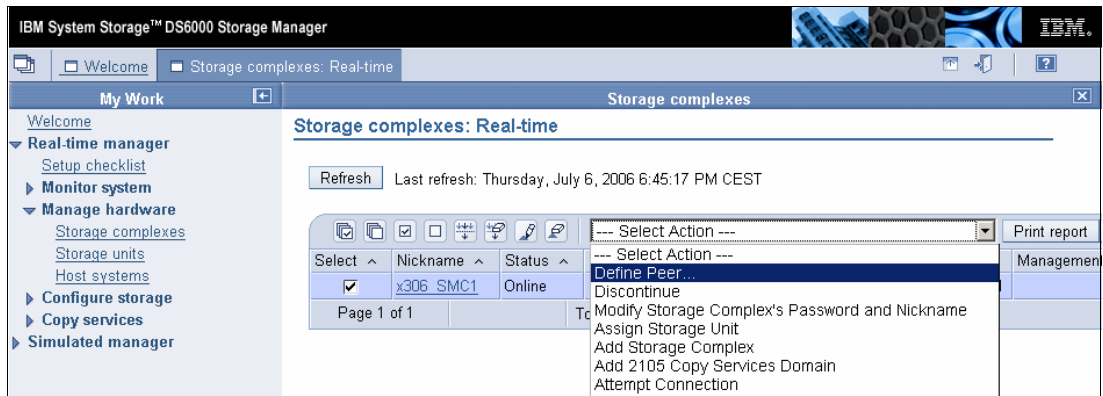 IBM System Storage™ DS6000 Storage Manager
IBM.
Welcome
Storage complexes: Real-time
?
My Work
Storage complexes
Welcome
Real-time manager
Setup checklist
Monitor system
Manage hardware
Storage complexes
Storage units
Host systems
Configure storage
Copy services
Simulated manager
Storage complexes: Real-time
Refresh
Last refresh: Thursday, July 6, 2006 6:45:17 PM CEST
--- Select Action ---
Print report
Select
Nickname
Status
Managemen
x306_SMC1
Online
Page 1 of 1
To
--- Select Action ---
Define Peer...
Discontinue
Modify Storage Complex's Password and Nickname
Assign Storage Unit
Add Storage Complex
Add 2105 Copy Services Domain
Attempt Connection